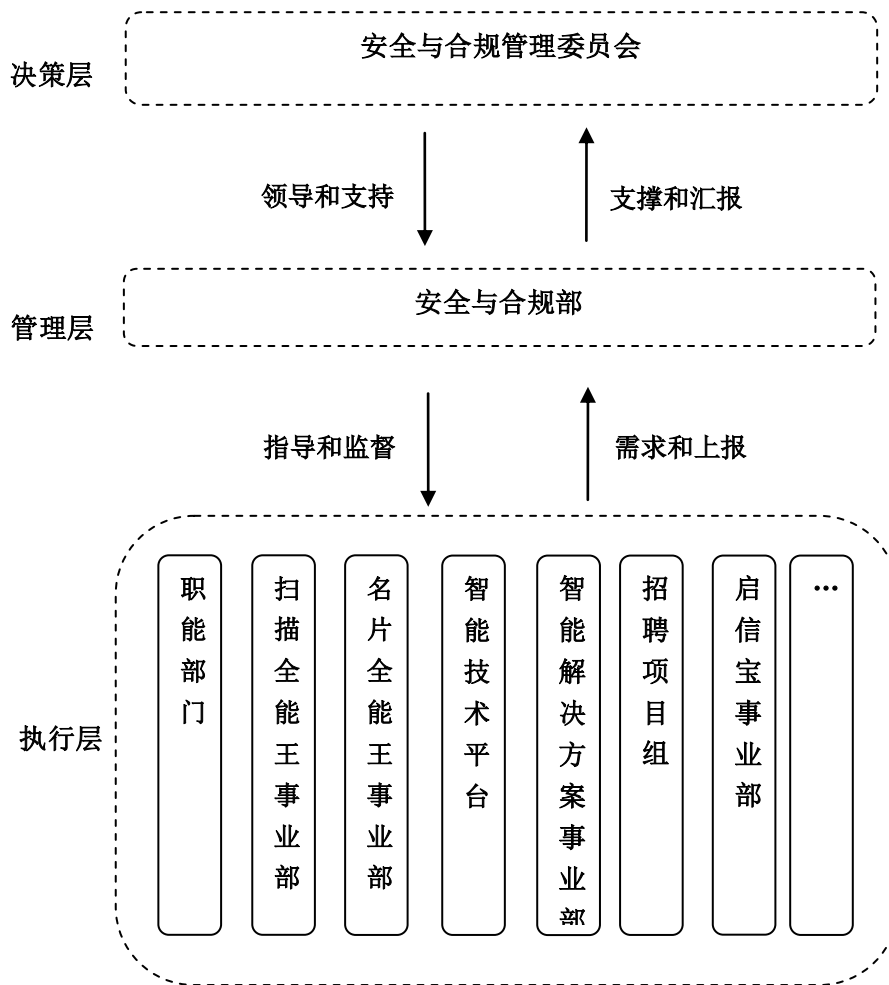 安全与合规管理委员会
决策层
领导和支持
支撑和汇报
安全与合规部
管理层
指导和监督
需求和上报
执行层
职能部门
扫描全能王事业部
名片全能王事业部
智能技术平台
智能解决方案事业部
招聘项目组
启信宝事业部
…